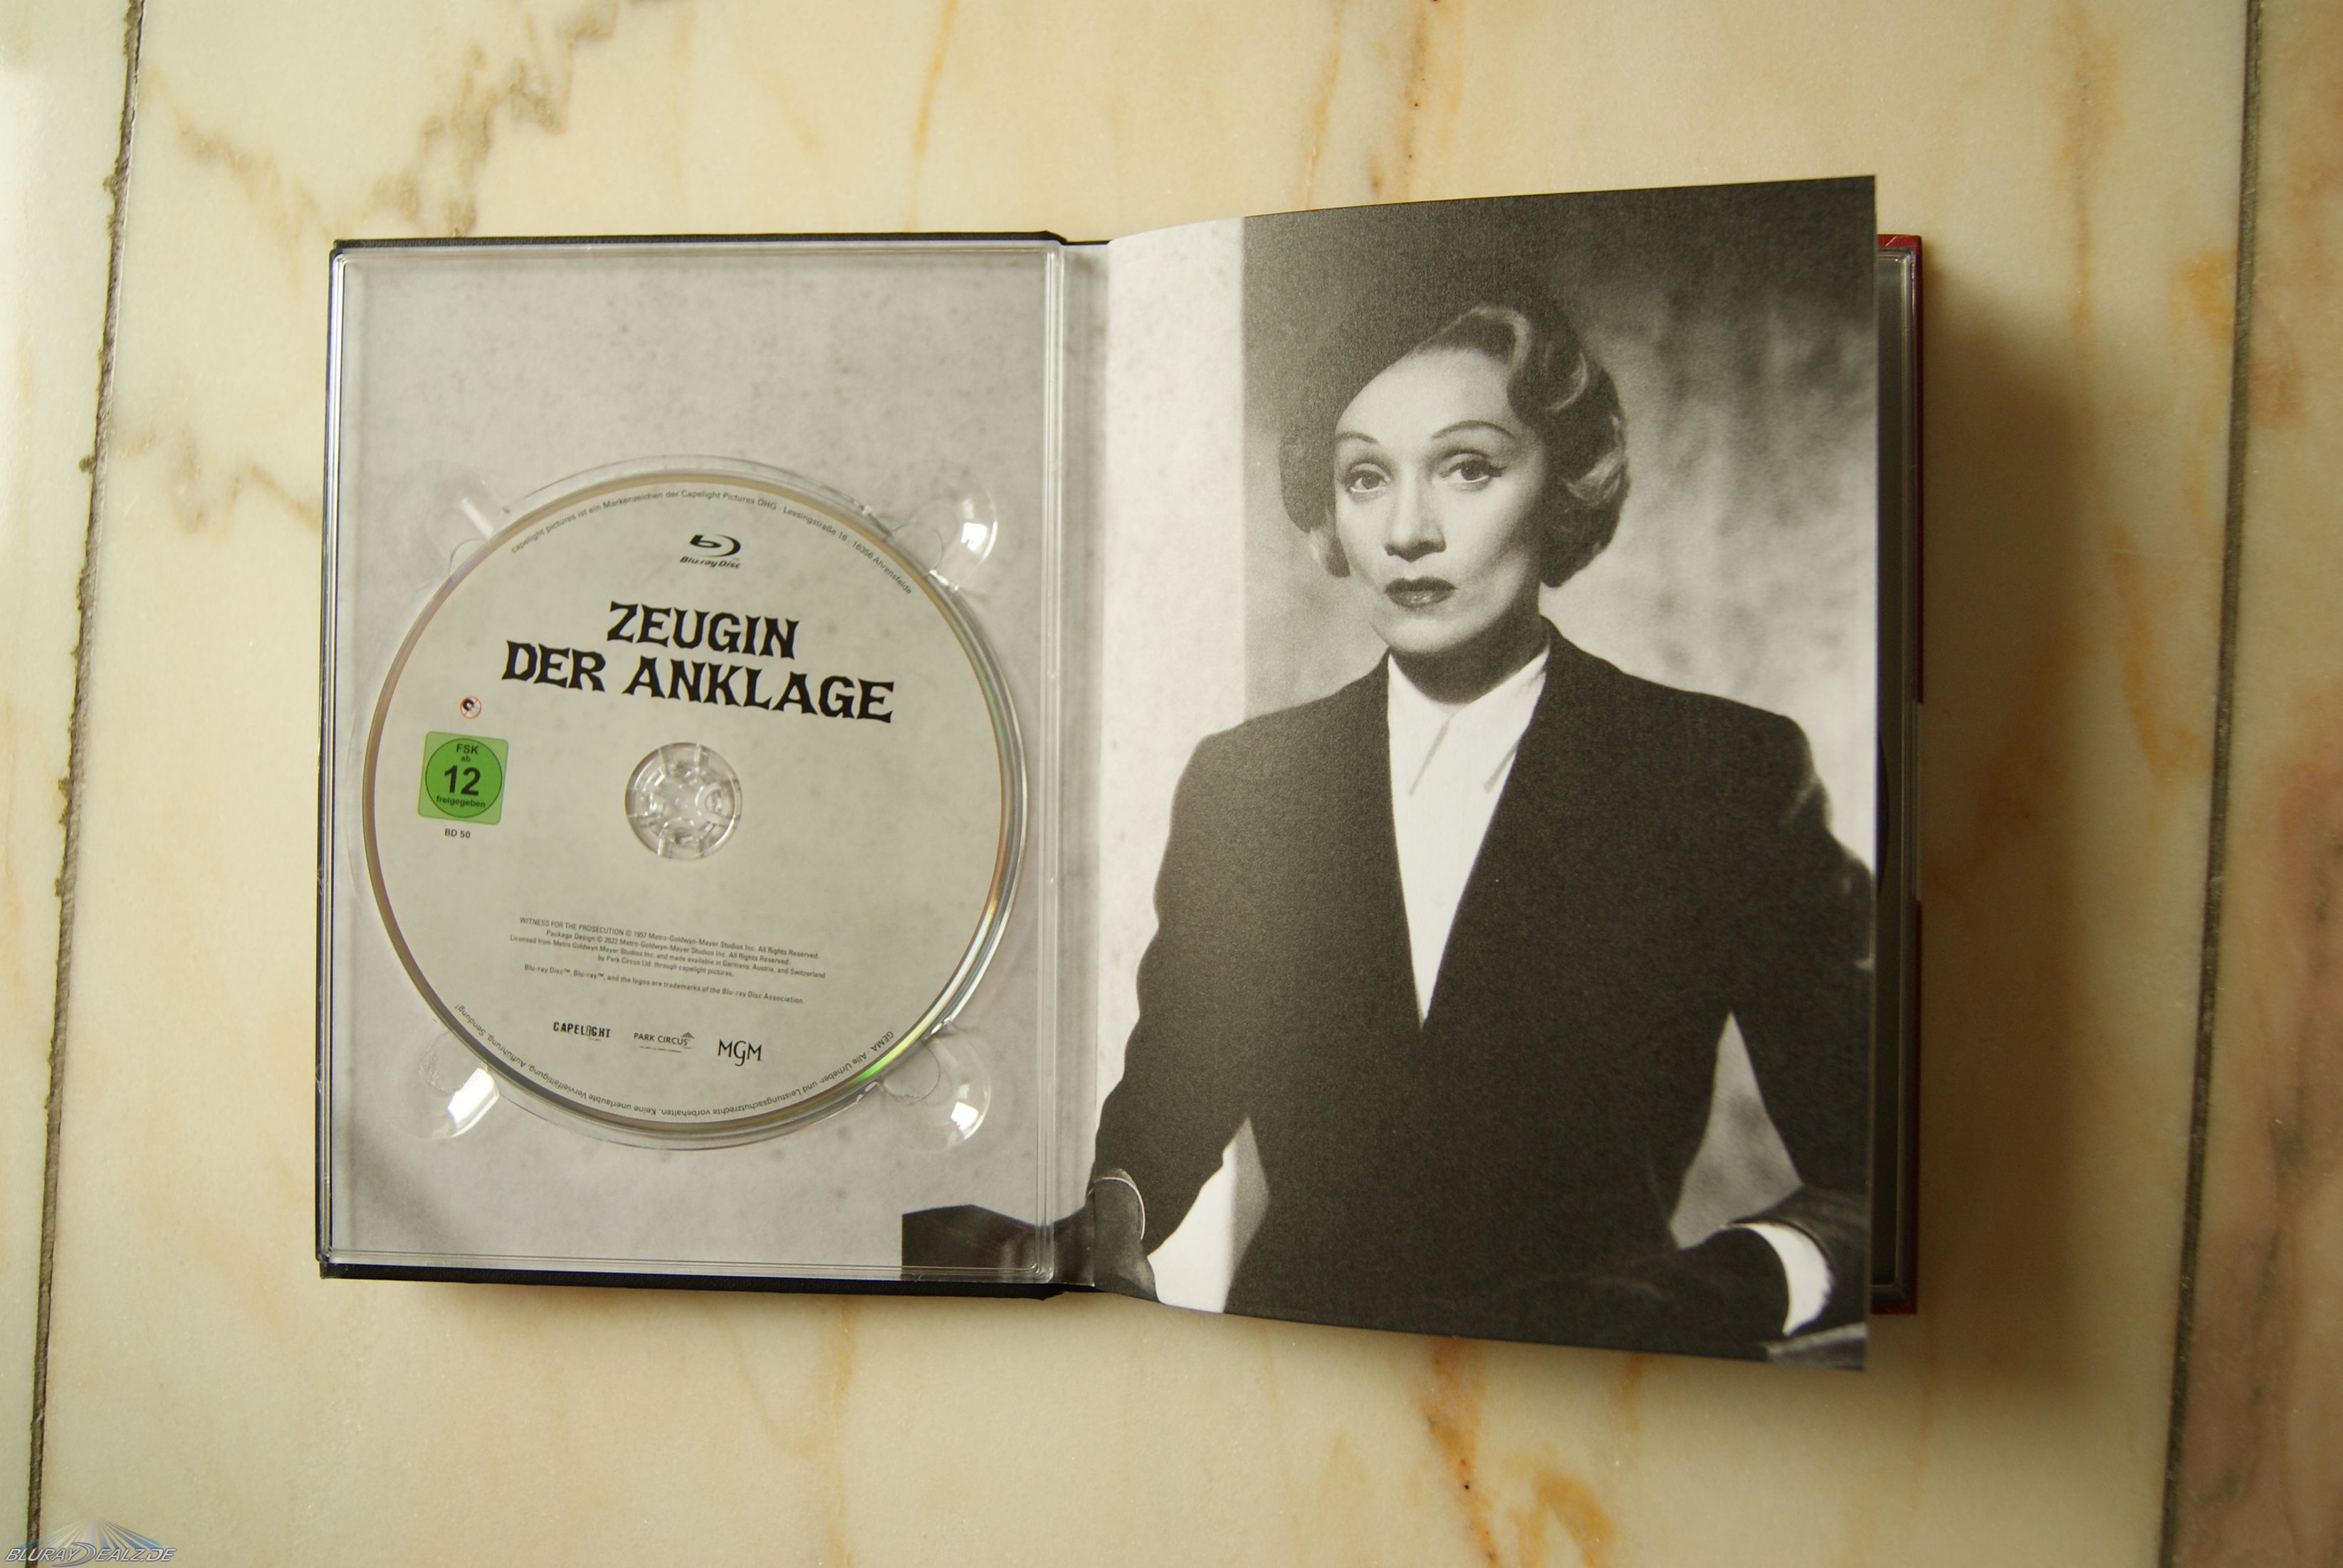 capelight pictures ist ein Markenzeichen der Capelight Pictures OHG · Lessingstraße 16 · 16356 Ahrensfelde
Blu-ray Disc
ZEUGIN
DER ANKLAGE
FSK
ab
12
freigegeben
BD 50
WITNESS FOR THE PROSECUTION © 1957 Metro-Goldwyn-Mayer Studios Inc. All Rights Reserved.
Package Design © 2022 Metro-Goldwyn-Mayer Studios Inc. All Rights Reserved.
Licensed from Metro Goldwyn Mayer Studios Inc. and made available in Germany, Austria, and Switzerland
by Park Circus Ltd. through capelight pictures.
Blu-ray Disc™, Blu-ray™, and the logos are trademarks of the Blu-ray Disc Association.
CAPELIGHT
PARK CIRCUS
MGM
GEMA · Alle Urheber- und Leistungsschutzrechte vorbehalten. Keine unerlaubte Vervielfältigung, Aufführung, Sendung!
BLURAYDEALZ.DE